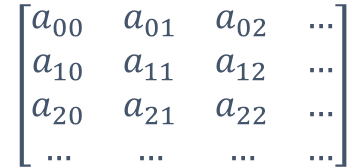 a₀₀ a₀₁ a₀₂ ...
a₁₀ a₁₁ a₁₂ ...
a₂₀ a₂₁ a₂₂ ...
... ... ... ...